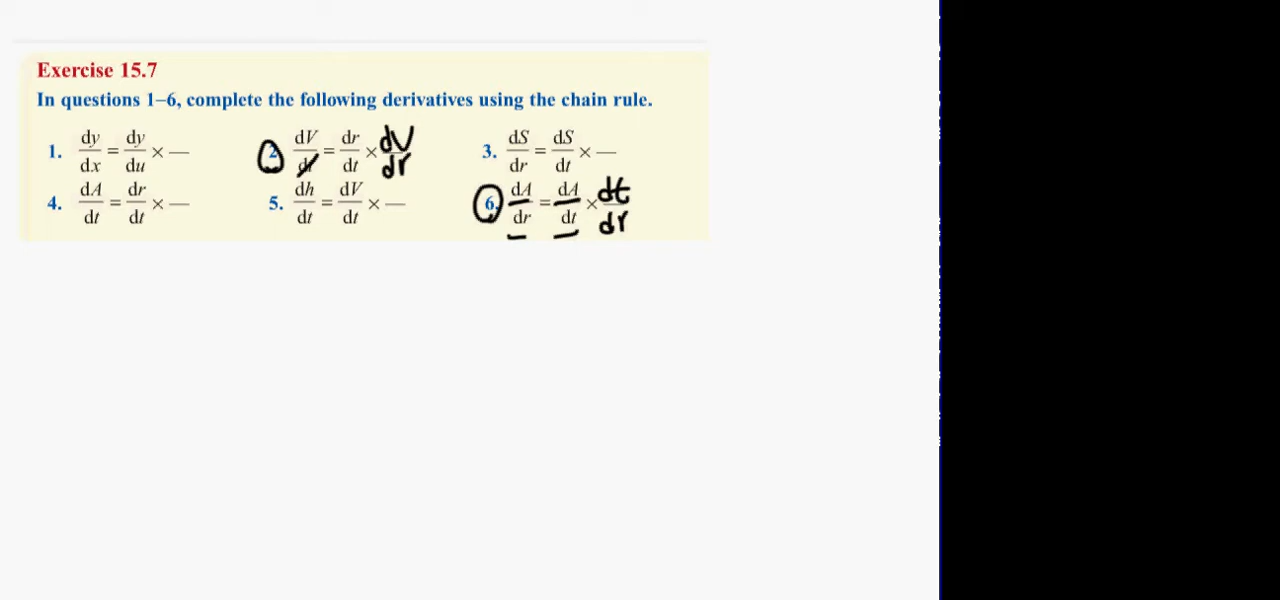 Exercise 15.7
In questions 1–6, complete the following derivatives using the chain rule.
1. dy/dx = dy/du × —
2. dV/dt = dr/dt × dV/dr
3. dS/dr = dS/dt × —
4. dA/dt = dr/dt × —
5. dh/dt = dV/dt × —
6. dA/dr = dA/dt × dt/dr